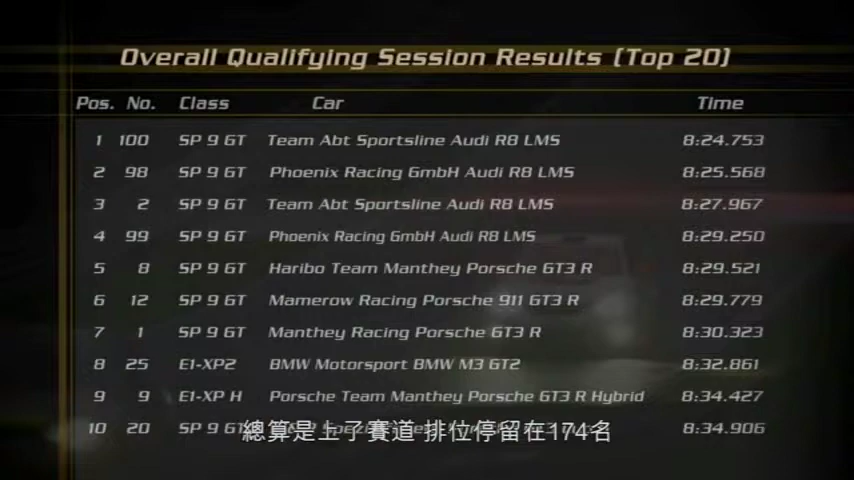 Overall Qualifying Session Results (Top 20)
Pos. No. Class Car Time
1 100 SP 9 GT Team Abt Sportsline Audi R8 LMS 8:24.753
2 98 SP 9 GT Phoenix Racing GmbH Audi R8 LMS 8:25.568
3 2 SP 9 GT Team Abt Sportsline Audi R8 LMS 8:27.967
4 99 SP 9 GT Phoenix Racing GmbH Audi R8 LMS 8:29.250
5 8 SP 9 GT Haribo Team Manthey Porsche GT3 R 8:29.521
6 12 SP 9 GT Mamerow Racing Porsche 911 GT3 R 8:29.779
7 1 SP 9 GT Manthey Racing Porsche GT3 R 8:30.323
8 25 E1-XP2 BMW Motorsport BMW M3 GT2 8:32.861
9 9 E1-XP H Porsche Team Manthey Porsche GT3 R Hybrid 8:34.427
10 20 SP 9 GT 8:34.906
總算是上了賽道 排位停留在174名